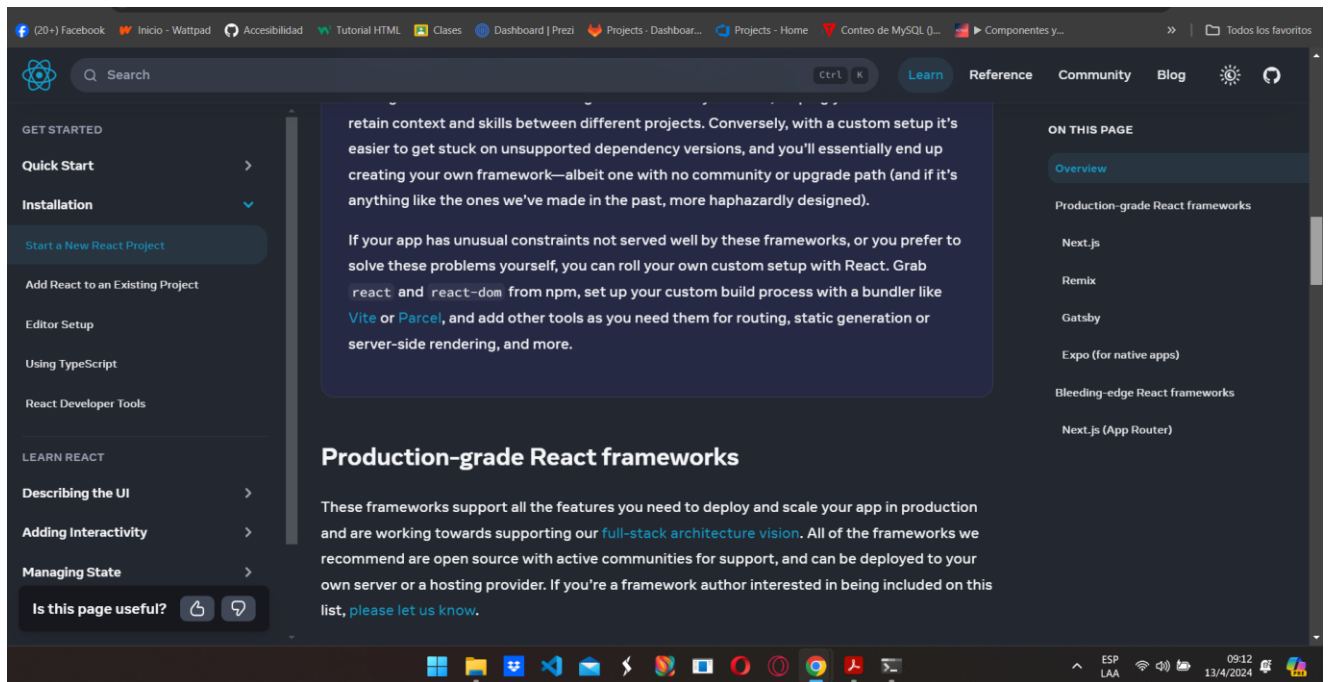 (20+) Facebook
Inicio - Wattpad
Accesibilidad
Tutorial HTML
Clases
Dashboard | Prezi
Projects · Dashboar...
Projects - Home
Conteo de MySQL ()...
▶ Componentes y...
»
Todos los favoritos
Search
Ctrl K
Learn
Reference
Community
Blog
GET STARTED
Quick Start
Installation
Start a New React Project
Add React to an Existing Project
Editor Setup
Using TypeScript
React Developer Tools
LEARN REACT
Describing the UI
Adding Interactivity
Managing State
Is this page useful?
retain context and skills between different projects. Conversely, with a custom setup it's
easier to get stuck on unsupported dependency versions, and you'll essentially end up
creating your own framework—albeit one with no community or upgrade path (and if it's
anything like the ones we've made in the past, more haphazardly designed).
If your app has unusual constraints not served well by these frameworks, or you prefer to
solve these problems yourself, you can roll your own custom setup with React. Grab
react and react-dom from npm, set up your custom build process with a bundler like
Vite or Parcel, and add other tools as you need them for routing, static generation or
server-side rendering, and more.
Production-grade React frameworks
These frameworks support all the features you need to deploy and scale your app in production
and are working towards supporting our full-stack architecture vision. All of the frameworks we
recommend are open source with active communities for support, and can be deployed to your
own server or a hosting provider. If you're a framework author interested in being included on this
list, please let us know.
ON THIS PAGE
Overview
Production-grade React frameworks
Next.js
Remix
Gatsby
Expo (for native apps)
Bleeding-edge React frameworks
Next.js (App Router)
ESP
LAA
09:12
13/4/2024
PRE